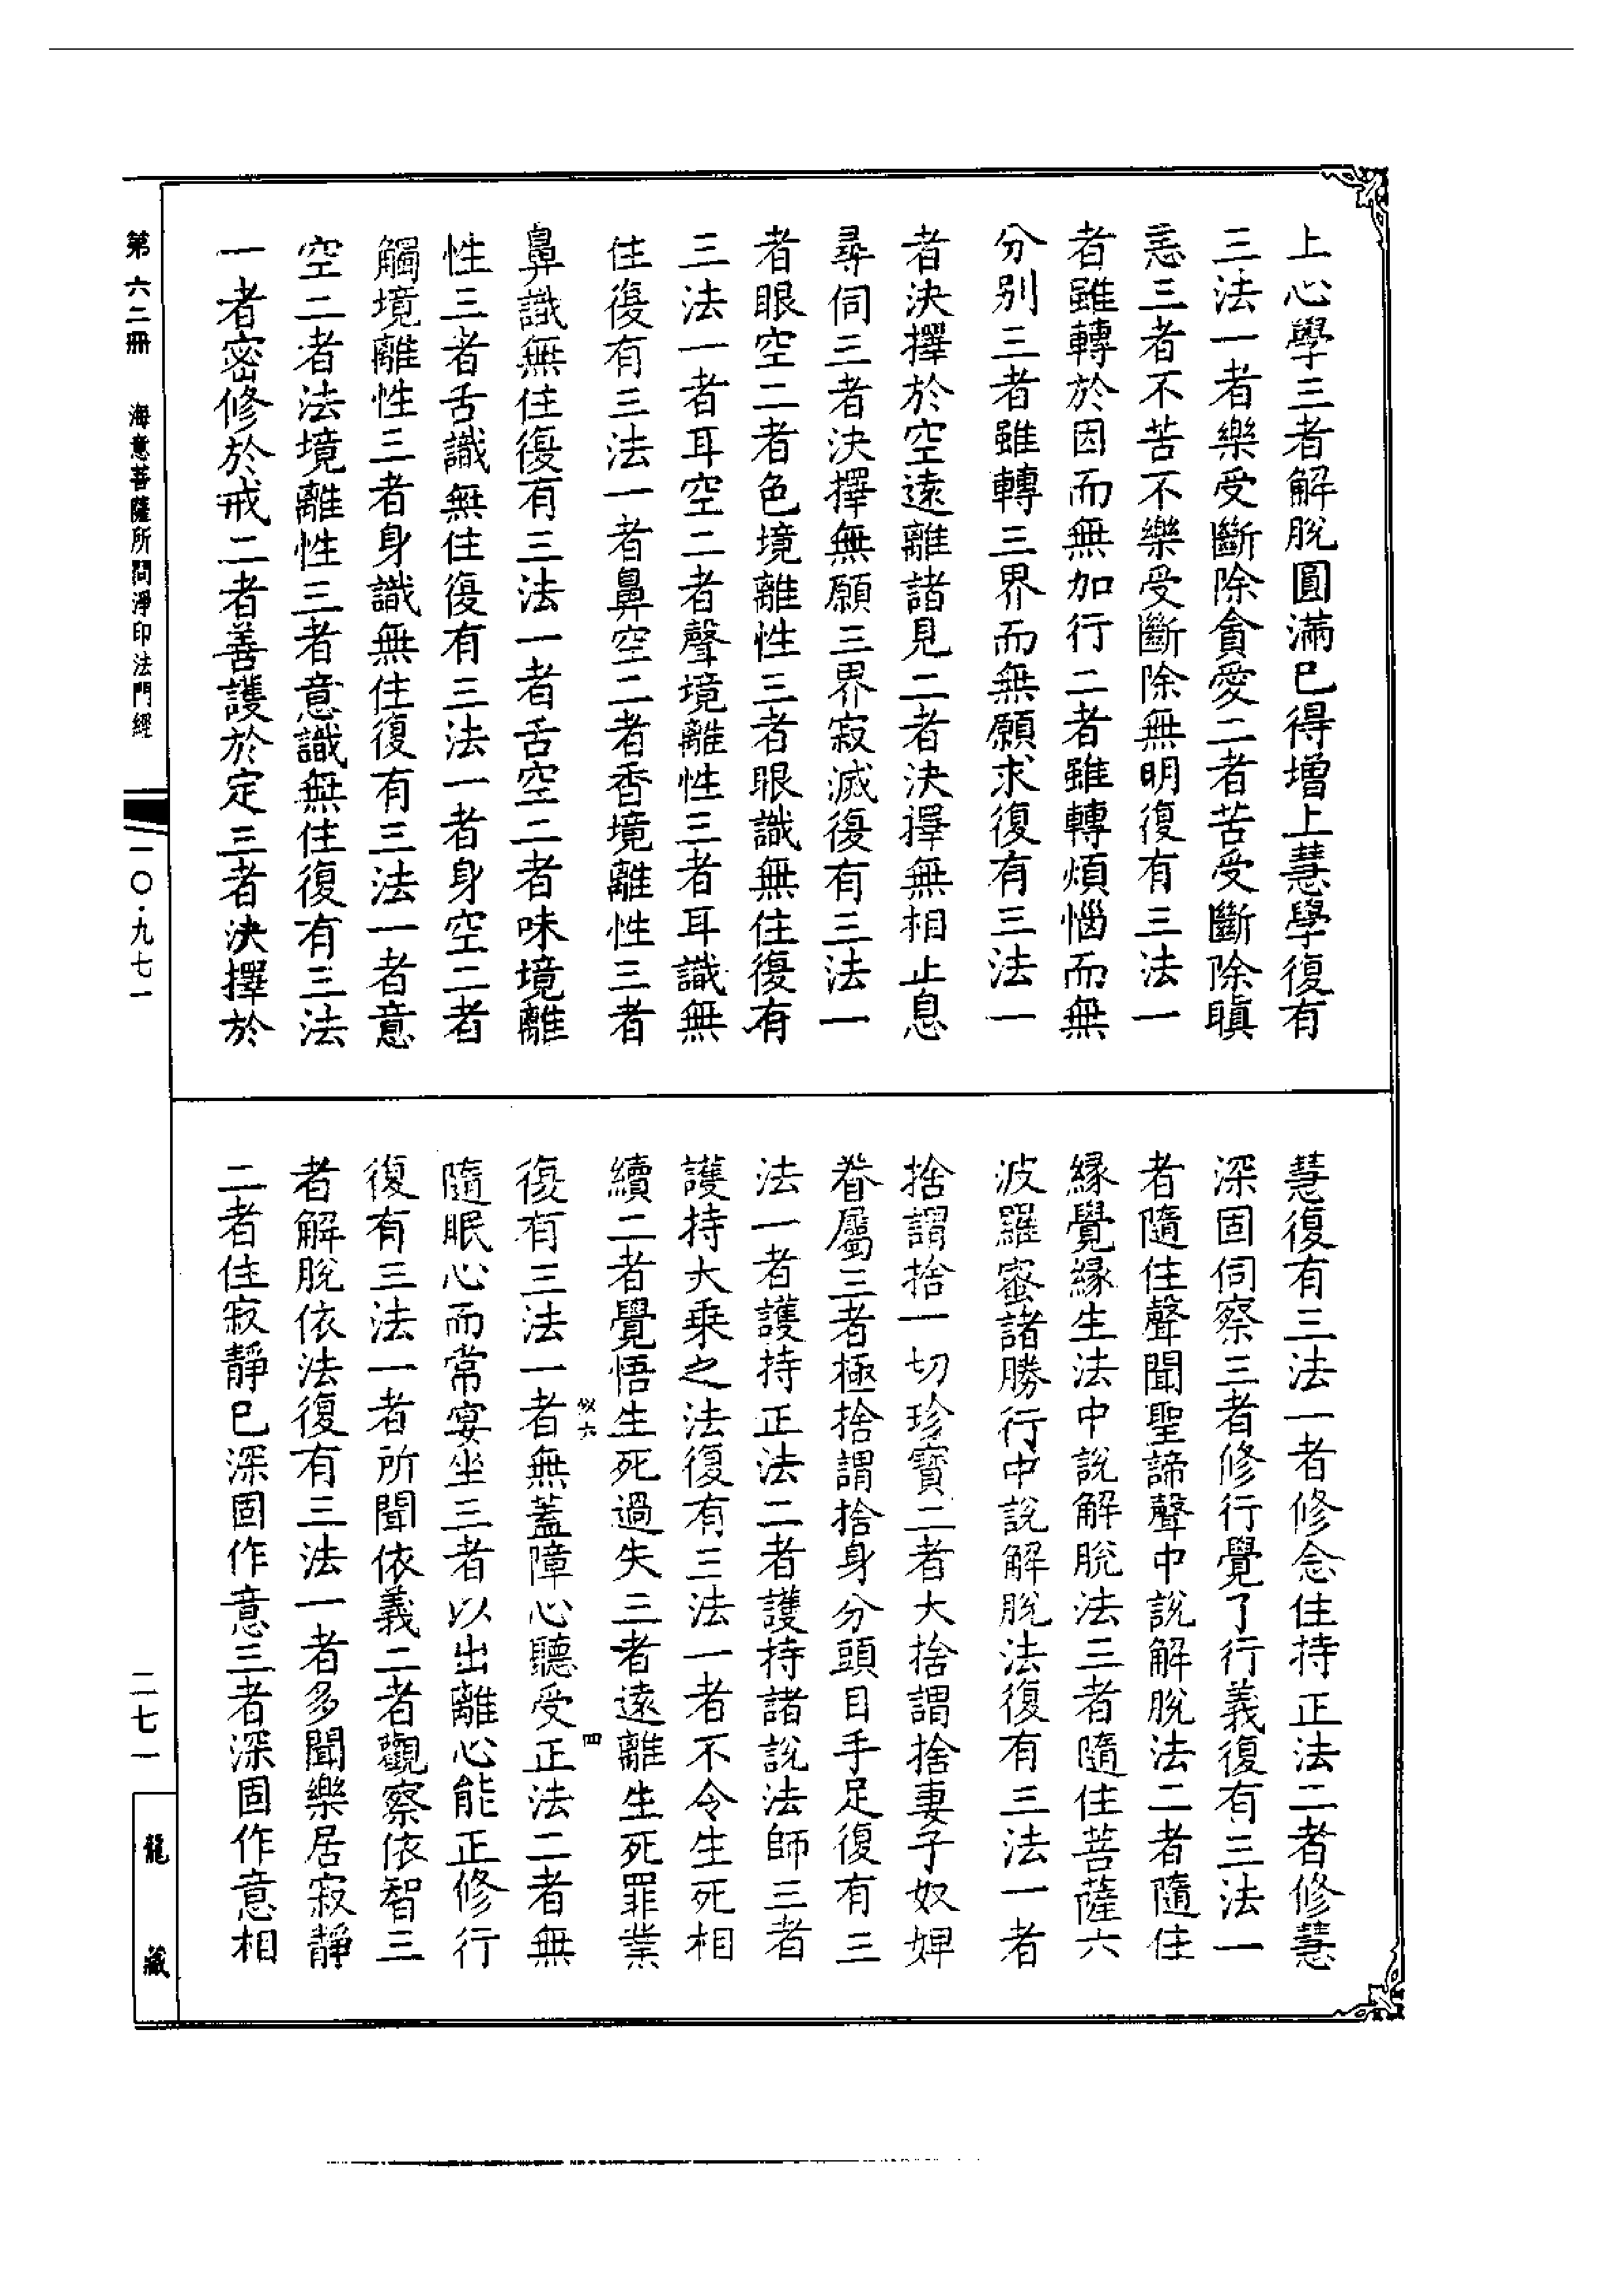 上心學三者解脫圓滿已得增上慧學復有
三法一者樂受斷除貪愛二者苦受斷除瞋
恚三者不苦不樂受斷除無明復有三法一
者雖轉於因而無加行二者雖轉煩惱而無
分别三者雖轉三界而無願求復有三法一
者決擇於空遠離諸見二者決擇無相止息
尋伺三者決擇無願三界寂滅復有三法一
者眼空二者色境離性三者眼識無住復有
三法一者耳空二者聲境離性三者耳識無
住復有三法一者鼻空二者香境離性三者
鼻識無住復有三法一者舌空二者味境離
性三者舌識無住復有三法一者身空二者
觸境離性三者身識無住復有三法一者意
空二者法境離性三者意識無住復有三法
一者密修於戒二者善護於定三者決擇於
慧復有三法一者修念住持正法二者修慧
深固伺察三者修行覺了行義復有三法一
者隨住聲聞聖諦聲中說解脫法二者隨住
緣覺緣生法中說解脫法三者隨住菩薩六
波羅蜜諸勝行中說解脫法復有三法一者
捨謂捨一切珍寶二者大捨謂捨妻子奴婢
眷屬三者極捨謂捨身分頭目手足復有三
法一者護持正法二者護持諸說法師三者
護持大乘之法復有三法一者不令生死相
續二者覺悟生死過失三者遠離生死罪業
四
復有三法一者無蓋障心聽受正法二者無
隨眠心而常宴坐三者以出離心能正修行
復有三法一者所聞依義二者觀察依智三
者解脫依法復有三法一者多聞樂居寂靜
二者住寂靜已深固作意三者深固作意相
第六二冊 海意菩薩所問淨印法門經
一〇·九七一
二七一
龍藏